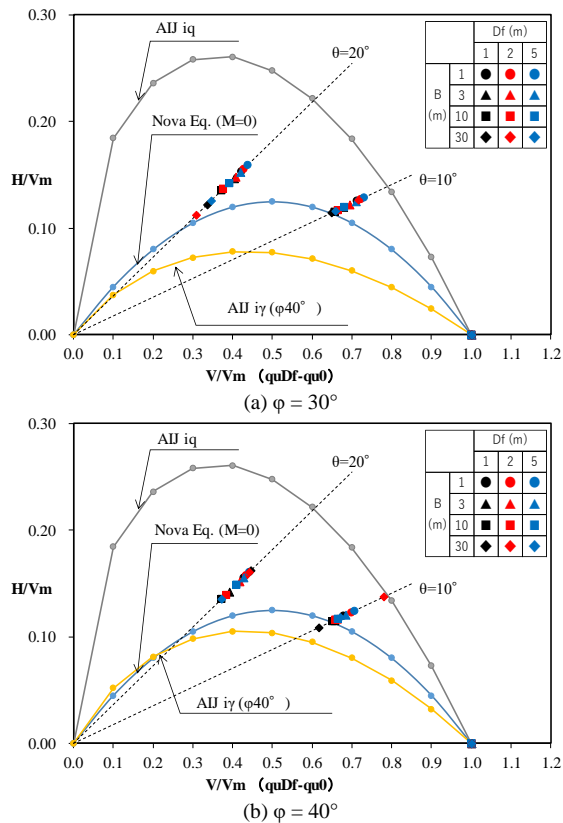 0.30
0.20
0.10
0.00
H/Vm
AIJ iq
Nova Eq. (M=0)
AIJ iγ (φ40°)
θ=20°
θ=10°
Df (m)
1 2 5
B
(m)
1
3
10
30
0.0 0.1 0.2 0.3 0.4 0.5 0.6 0.7 0.8 0.9 1.0 1.1 1.2
V/Vm （quDf-qu0）
(a) φ = 30°
0.30
0.20
0.10
0.00
H/Vm
AIJ iq
Nova Eq. (M=0)
AIJ iγ (φ40°)
θ=20°
θ=10°
Df (m)
1 2 5
B
(m)
1
3
10
30
0.0 0.1 0.2 0.3 0.4 0.5 0.6 0.7 0.8 0.9 1.0 1.1 1.2
V/Vm （quDf-qu0）
(b) φ = 40°